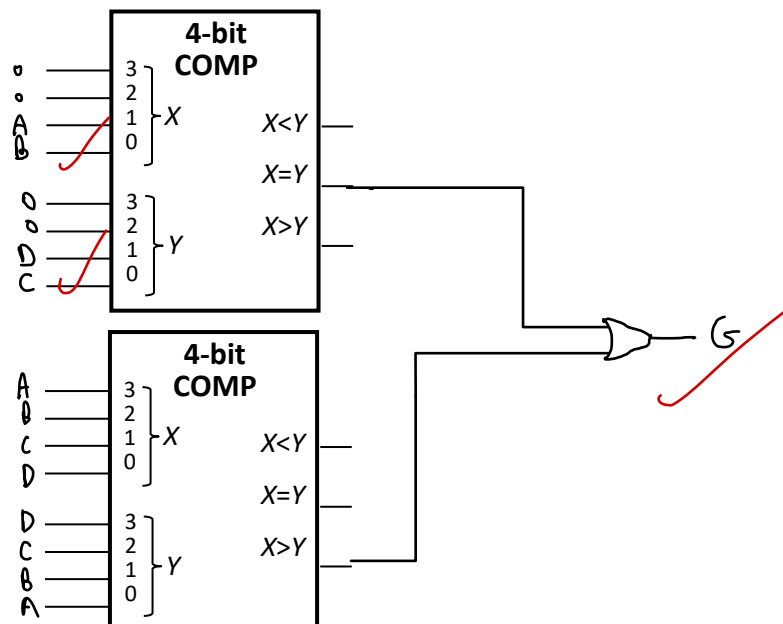 4-bit
COMP
0 3
0 2
A 1 X
B 0
X<Y
X=Y
X>Y
0 3
0 2
D 1 Y
C 0
G
4-bit
COMP
A 3
B 2
C 1 X
D 0
X<Y
X=Y
X>Y
D 3
C 2
B 1 Y
A 0